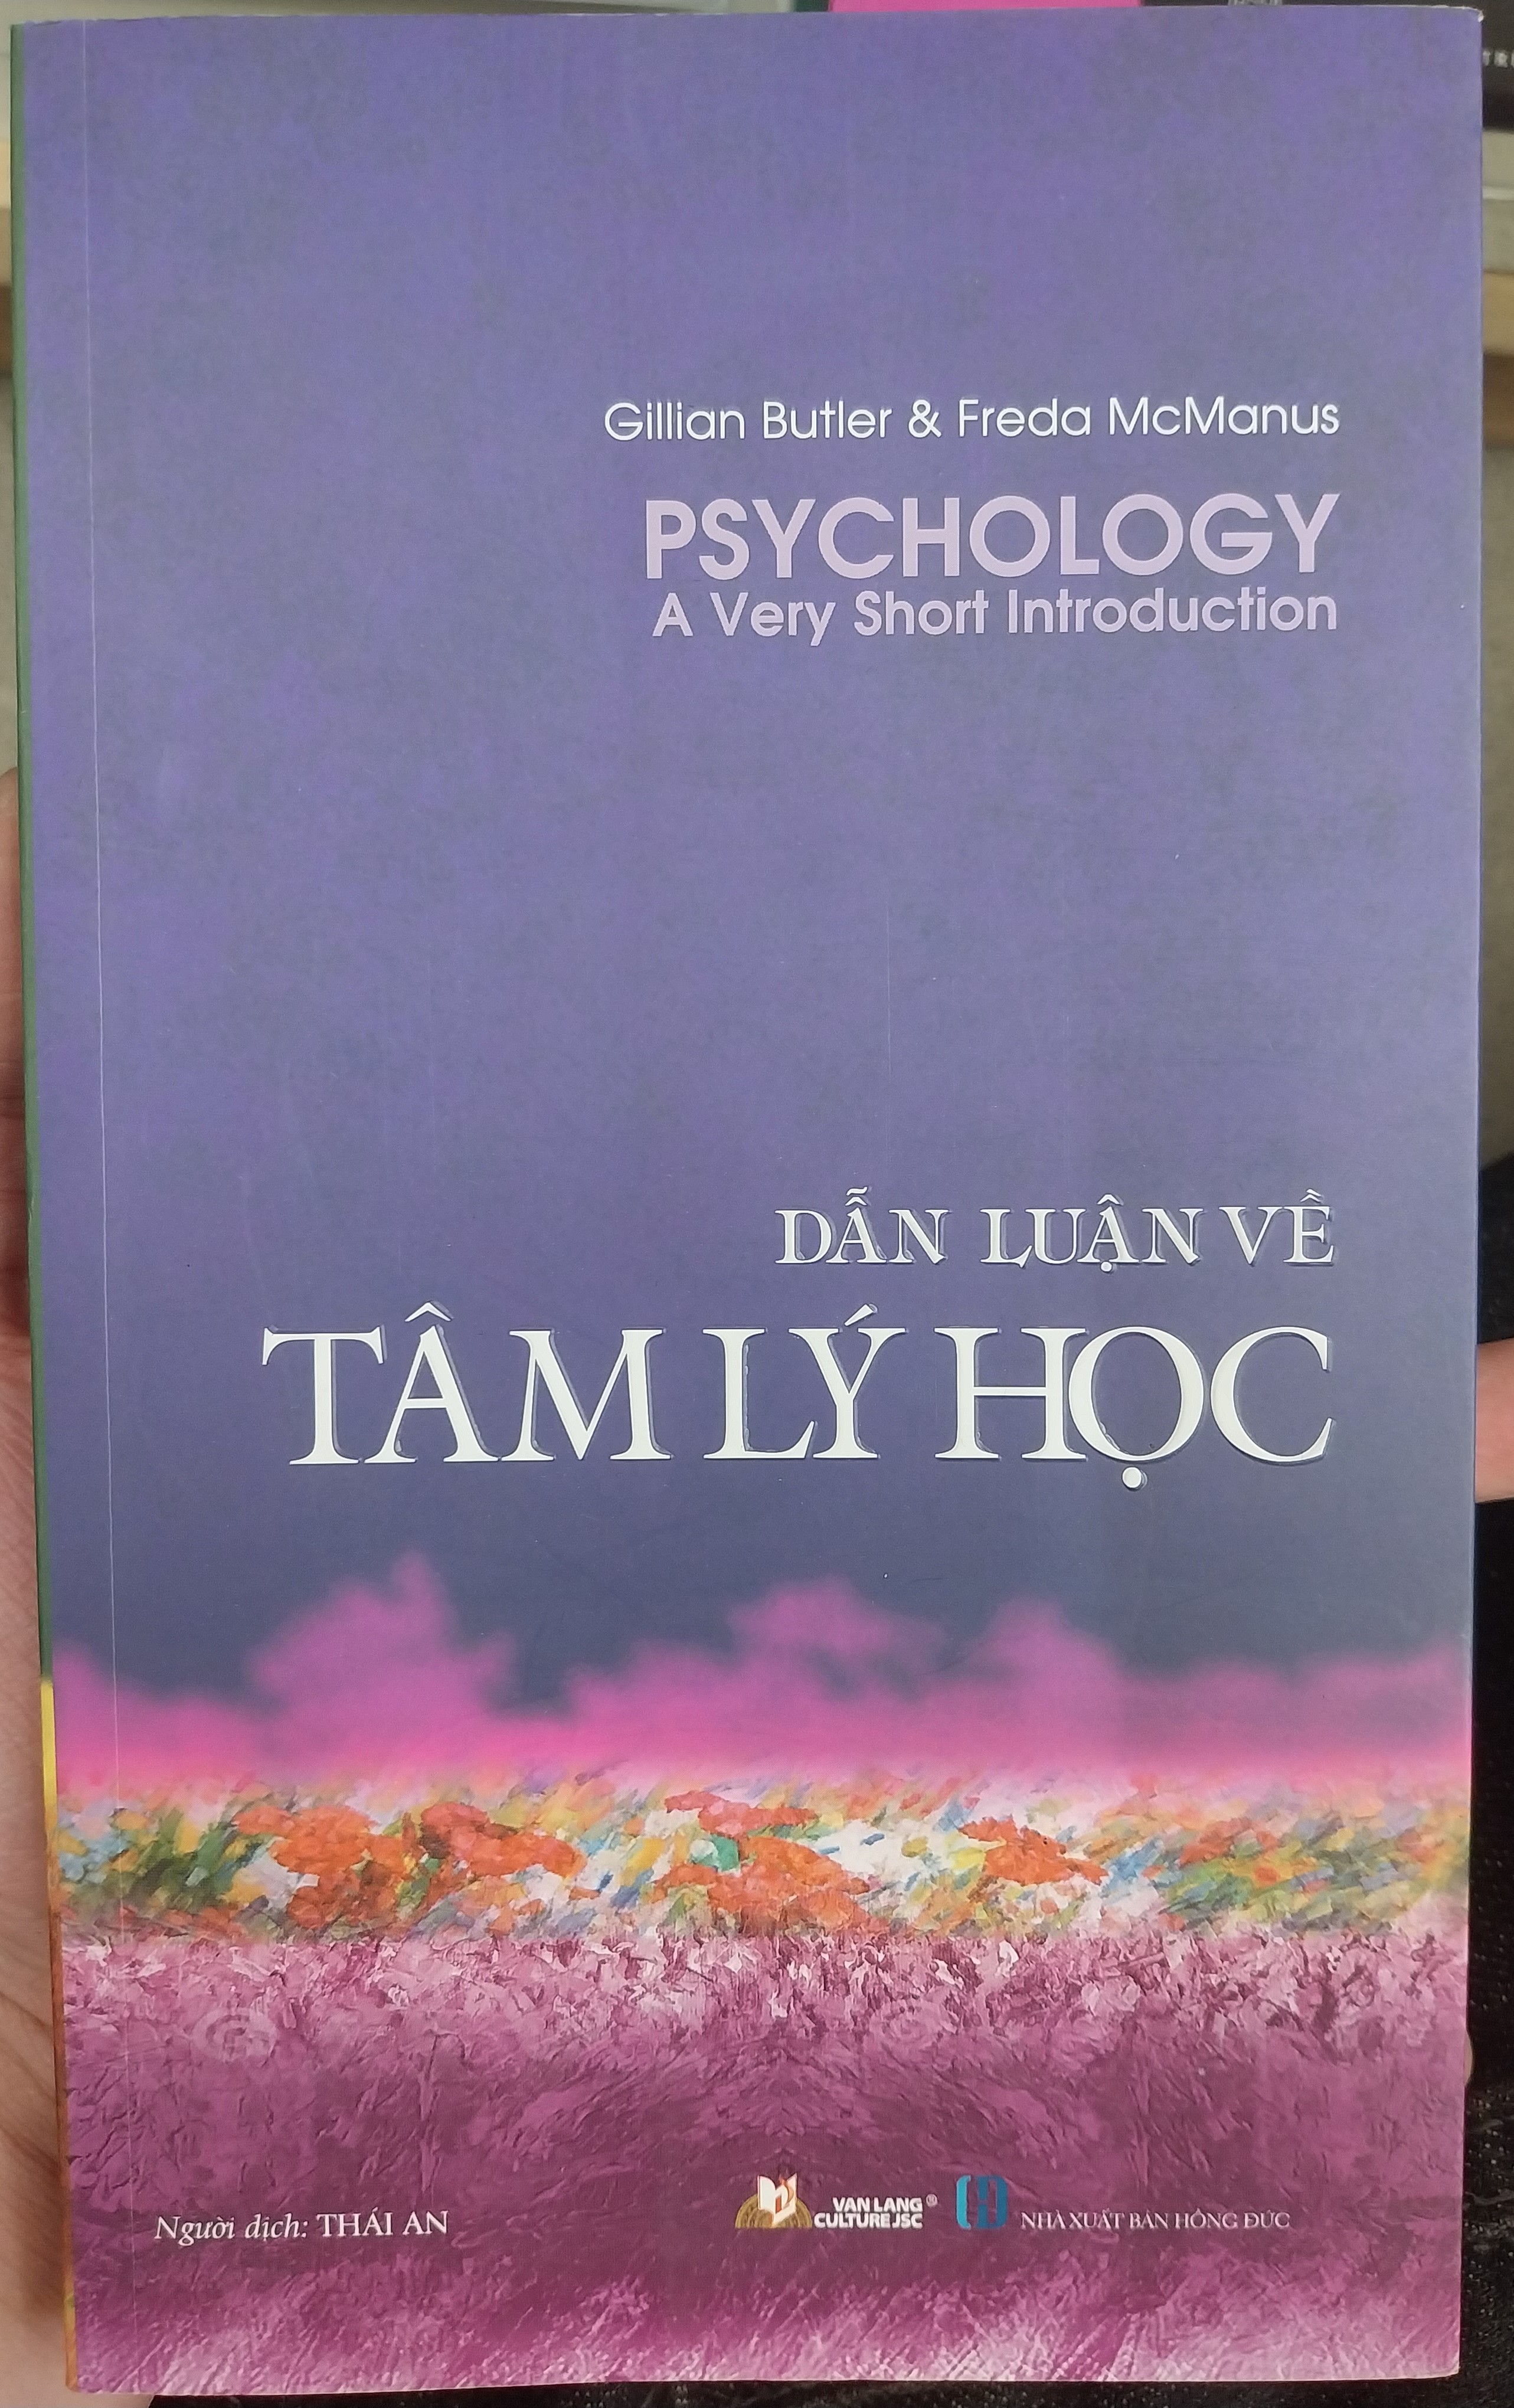 Gillian Butler & Freda McManus
PSYCHOLOGY
A Very Short Introduction
DẪN LUẬN VỀ
TÂM LÝ HỌC
Người dịch: THÁI AN
VAN LANG®
CULTURE JSC
NHÀ XUẤT BẢN HỒNG ĐỨC